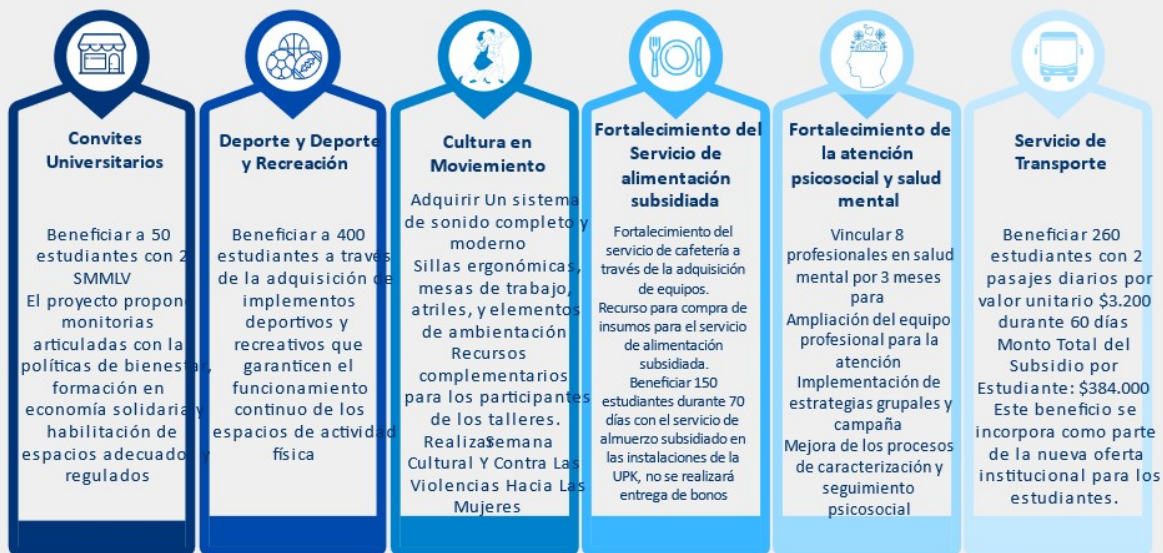 Convites
Universitarios
Beneficiar a 50
estudiantes con 2
SMMLV
El proyecto propone
monitorias
articuladas con la
políticas de bienestar,
formación en
economía solidaria y
habilitación de
espacios adecuados y
regulados
Deporte y Deporte
y Recreación
Beneficiar a 400
estudiantes a través
de la adquisición de
implementos
deportivos y
recreativos que
garanticen el
funcionamiento
continuo de los
espacios de actividad
física
Cultura en
Moviemiento
Adquirir Un sistema
de sonido completo y
moderno
Sillas ergonómicas,
mesas de trabajo,
atriles, y elementos
de ambientación
Recursos
complementarios
para los participantes
de los talleres.
Realizar Semana
Cultural Y Contra Las
Violencias Hacia Las
Mujeres
Fortalecimiento del
Servicio de
alimentación
subsidiada
Fortalecimiento del
servicio de cafetería a
través de la adquisición
de equipos.
Recurso para compra de
insumos para el servicio
de alimentación
subsidiada.
Beneficiar 150
estudiantes durante 70
días con el servicio de
almuerzo subsidiado en
las instalaciones de la
UPK, no se realizará
entrega de bonos
Fortalecimiento de
la atención
psicosocial y salud
mental
Vincular 8
profesionales en salud
mental por 3 meses
para
Ampliación del equipo
profesional para la
atención
Implementación de
estrategias grupales y
campaña
Mejora de los procesos
de caracterización y
seguimiento
psicosocial
Servicio de
Transporte
Beneficiar 260
estudiantes con 2
pasajes diarios por
valor unitario $3.200
durante 60 días
Monto Total del
Subsidio por
Estudiante: $384.000
Este beneficio se
incorpora como parte
de la nueva oferta
institucional para los
estudiantes.